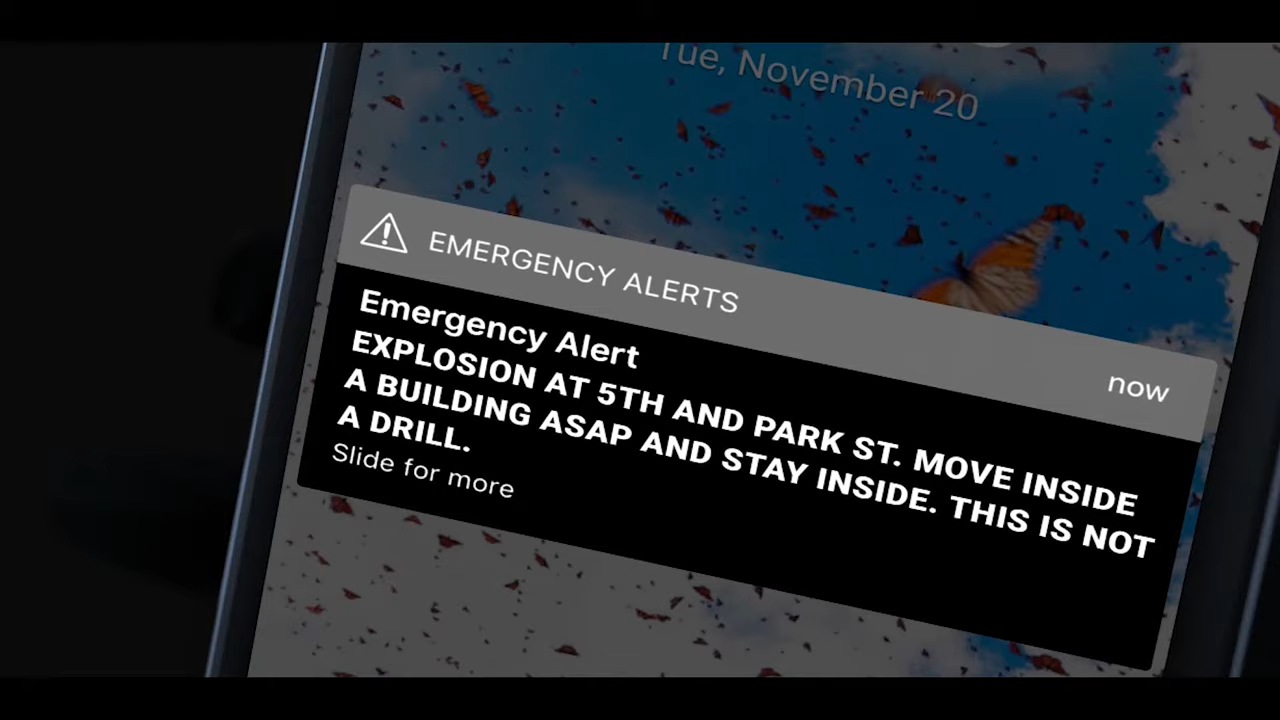 Tue, November 20
EMERGENCY ALERTS
now
Emergency Alert
EXPLOSION AT 5TH AND PARK ST. MOVE INSIDE
A BUILDING ASAP AND STAY INSIDE. THIS IS NOT
A DRILL.
Slide for more